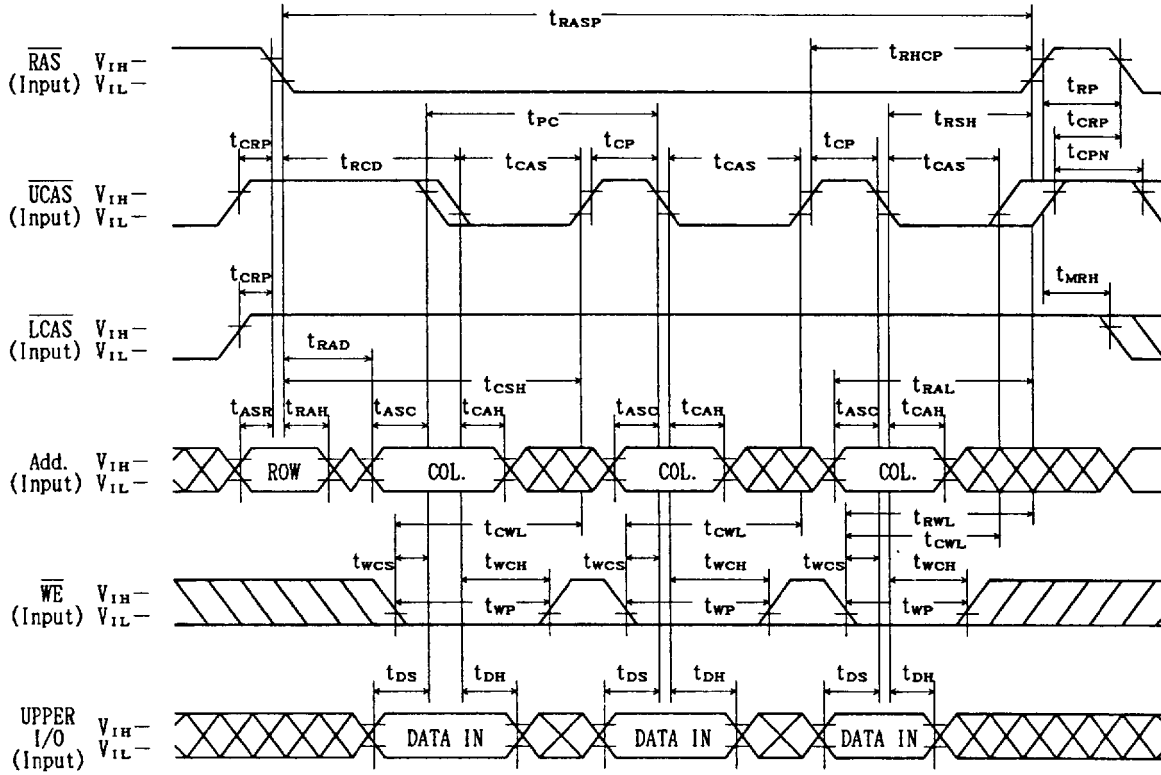 tRASP
RAS VIH
(Input) VIL
tRHCP
tRP
tPC
tRSH
tCRP
tCRP
tRCD
tCAS
tCP
tCAS
tCP
tCAS
tCPN
UCAS VIH
(Input) VIL
tCRP
tMRH
LCAS VIH
(Input) VIL
tRAD
tCSH
tRAL
tASR
tRAH
tASC
tCAH
tASC
tCAH
tASC
tCAH
Add. VIH
(Input) VIL
ROW
COL.
COL.
COL.
tRWL
tCWL
tCWL
tCWL
tWCS
tWCH
tWCS
tWCH
tWCS
tWCH
WE VIH
(Input) VIL
tWP
tWP
tWP
tDS
tDH
tDS
tDH
tDS
tDH
UPPER
I/O VIH
(Input) VIL
DATA IN
DATA IN
DATA IN